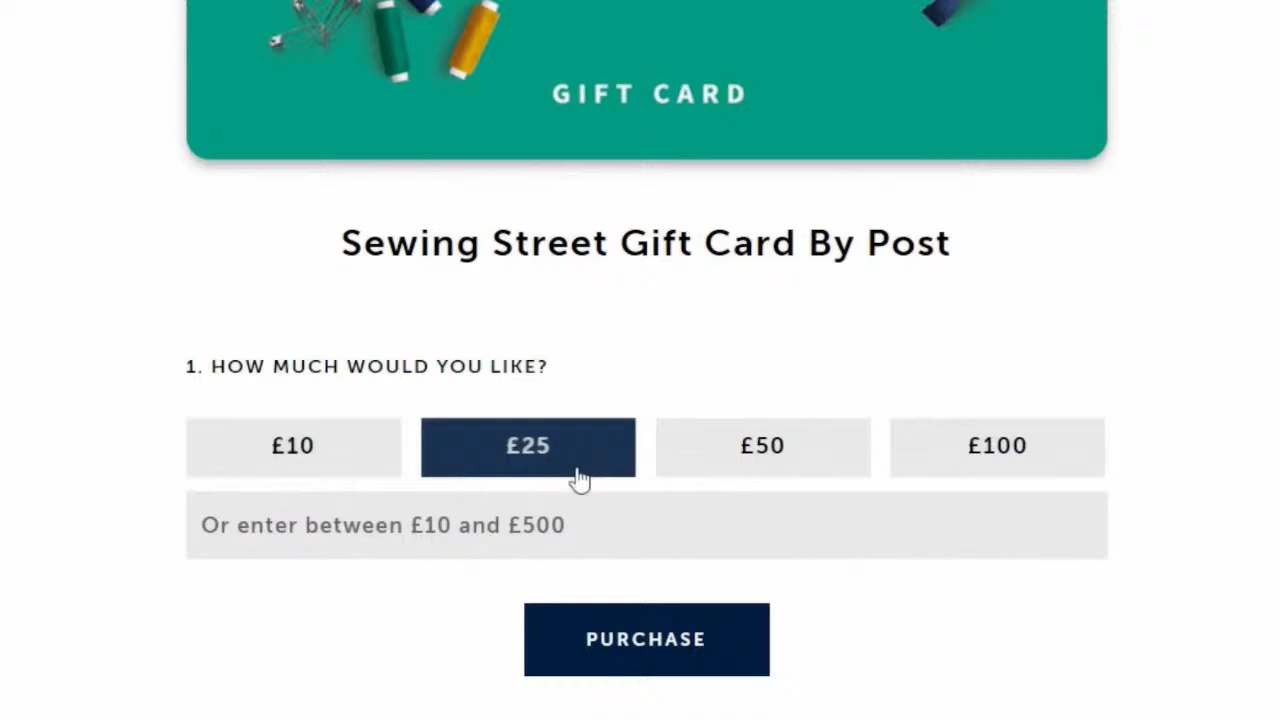 GIFT CARD
Sewing Street Gift Card By Post
1. HOW MUCH WOULD YOU LIKE?
£10 £25 £50 £100
Or enter between £10 and £500
PURCHASE